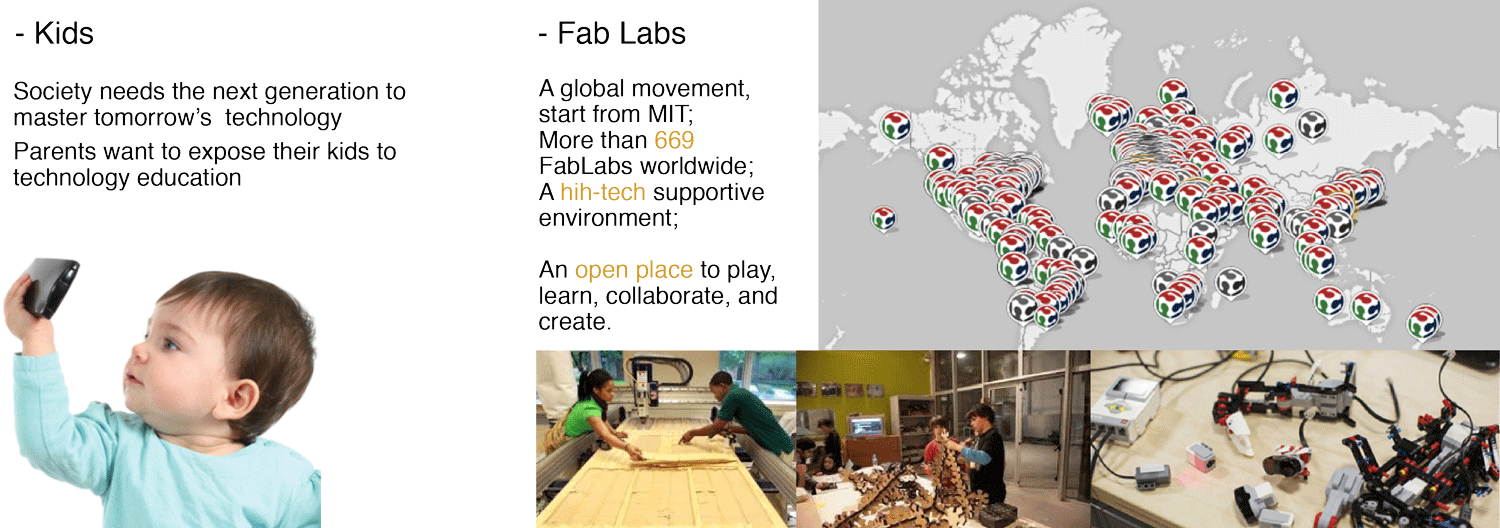 - Kids
Society needs the next generation to
master tomorrow's  technology
Parents want to expose their kids to
technology education
- Fab Labs
A global movement,
start from MIT;
More than 669
FabLabs worldwide;
A hih-tech supportive
environment;
An open place to play,
learn, collaborate, and
create.